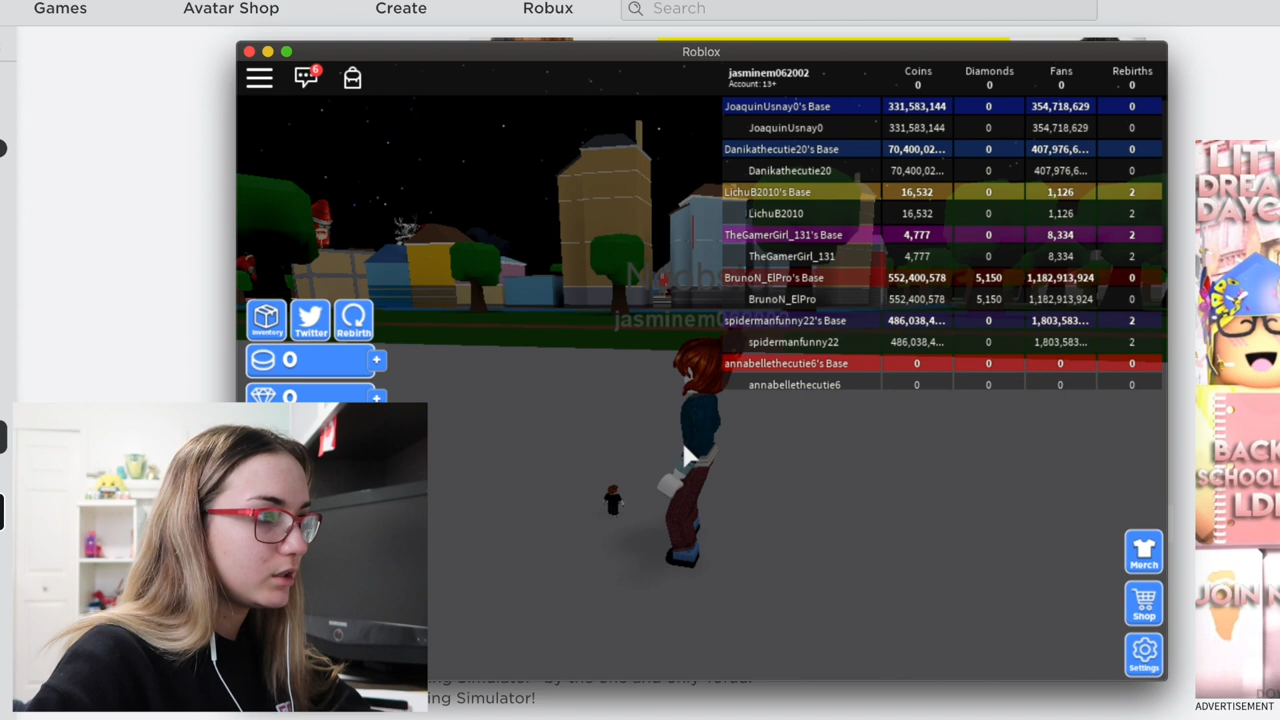 Games Avatar Shop Create Robux Search
Roblox
6
jasminem062002 Coins Diamonds Fans Rebirths
Account: 13+ 0 0 0 0
JoaquinUsnay0's Base 331,583,144 0 354,718,629 0
JoaquinUsnay0 331,583,144 0 354,718,629 0
Danikathecutie20's Base 70,400,02... 0 407,976,6... 0
Danikathecutie20 70,400,02... 0 407,976,6... 0
LichuB2010's Base 16,532 0 1,126 2
LichuB2010 16,532 0 1,126 2
TheGamerGirl_131's Base 4,777 0 8,334 2
TheGamerGirl_131 4,777 0 8,334 2
BrunoN_ElPro's Base 552,400,578 5,150 1,182,913,924 0
BrunoN_ElPro 552,400,578 5,150 1,182,913,924 0
spidermanfunny22's Base 486,038,4... 0 1,803,583... 2
spidermanfunny22 486,038,4... 0 1,803,583... 2
annabellethecutie6's Base 0 0 0 0
annabellethecutie6 0 0 0 0
Inventory Twitter Rebirth
0 +
0 +
Merch
Shop
Settings
ing Simulator!
BACK
SCHOOL
JOIN
ADVERTISEMENT